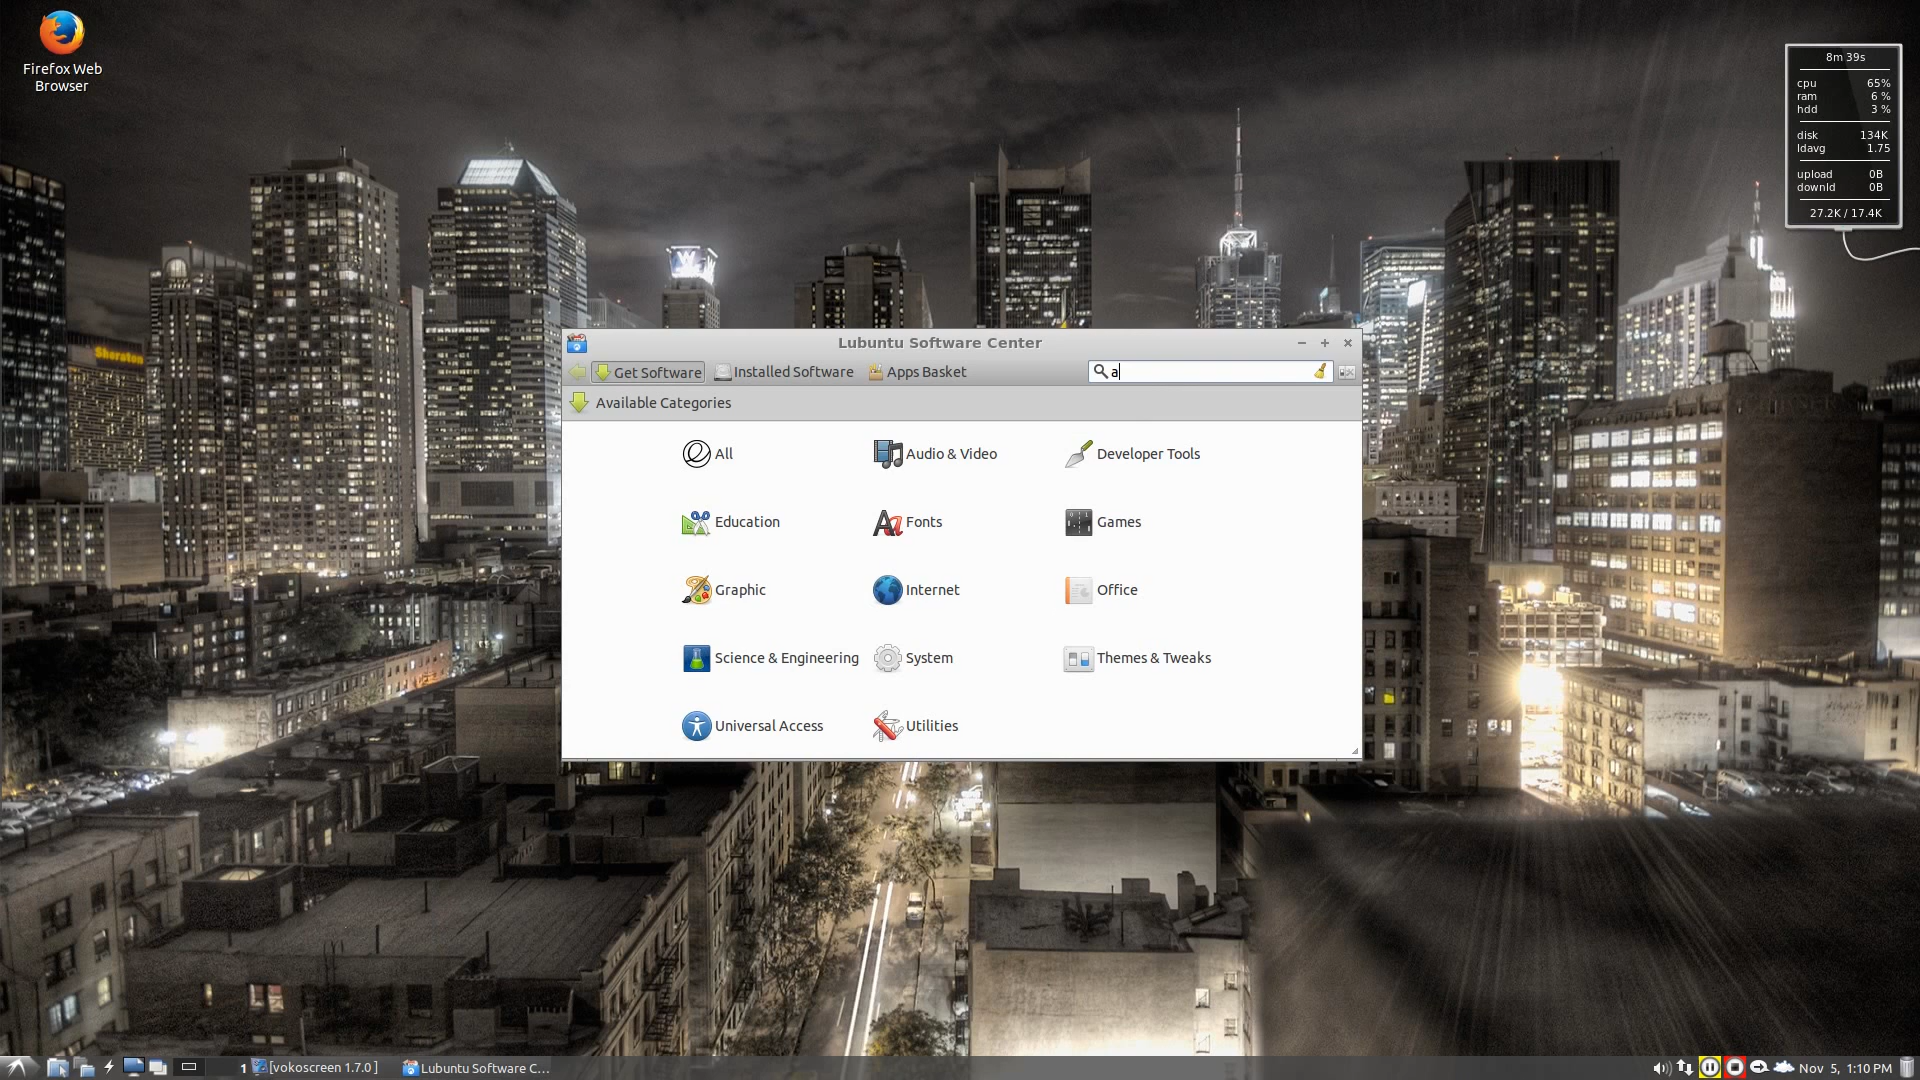 Firefox Web
Browser
8m 39s
cpu 65%
ram 6 %
hdd 3 %
disk 134K
ldavg 1.75
upload 0B
downld 0B
27.2K / 17.4K
Sheraton
Lubuntu Software Center
Get Software Installed Software Apps Basket a
Available Categories
All Audio & Video Developer Tools
Education Fonts Games
Graphic Internet Office
Science & Engineering System Themes & Tweaks
Universal Access Utilities
1 [vokoscreen 1.7.0] Lubuntu Software C... Nov 5, 1:10 PM